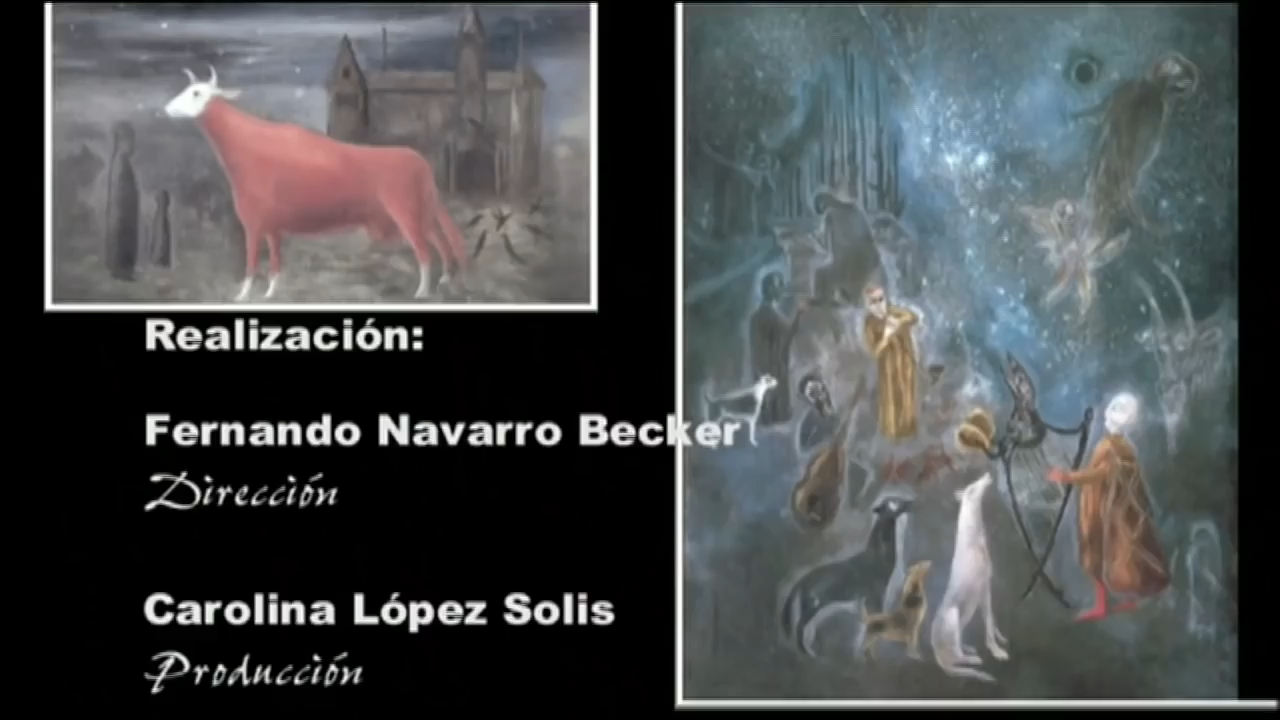 Realización:
Fernando Navarro Becker
Dirección
Carolina López Solis
Producción